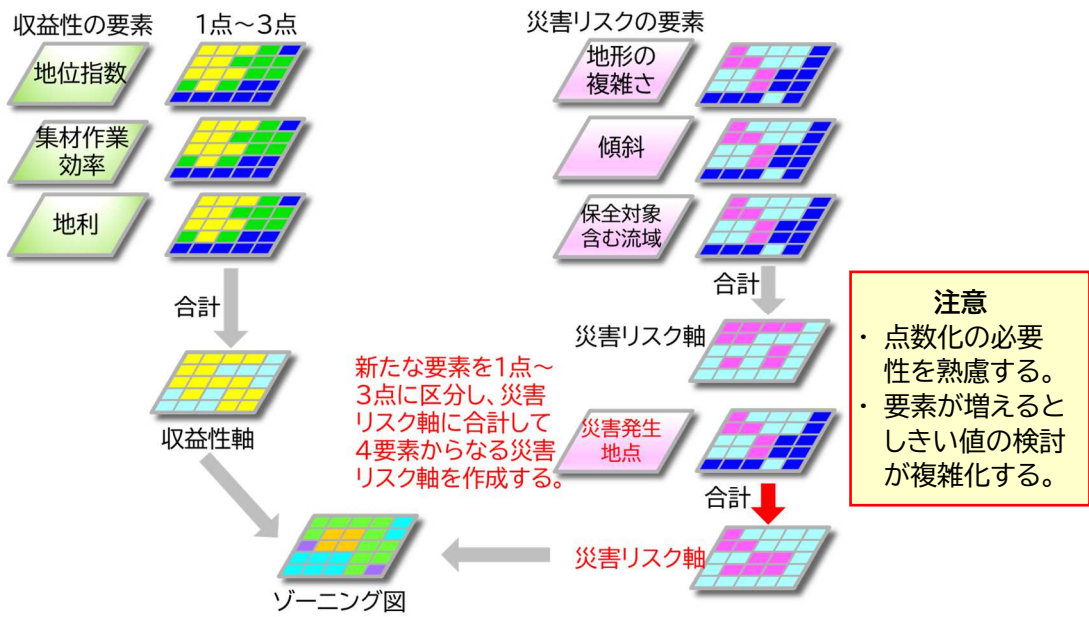 収益性の要素
1点～3点
地位指数
集材作業
効率
地利
合計
収益性軸
災害リスクの要素
地形の
複雑さ
傾斜
保全対象
含む流域
合計
災害リスク軸
新たな要素を1点～
3点に区分し、災害
リスク軸に合計して
4要素からなる災害
リスク軸を作成する。
災害発生
地点
合計
災害リスク軸
ゾーニング図
注意
・ 点数化の必要
性を熟慮する。
・ 要素が増えると
しきい値の検討
が複雑化する。